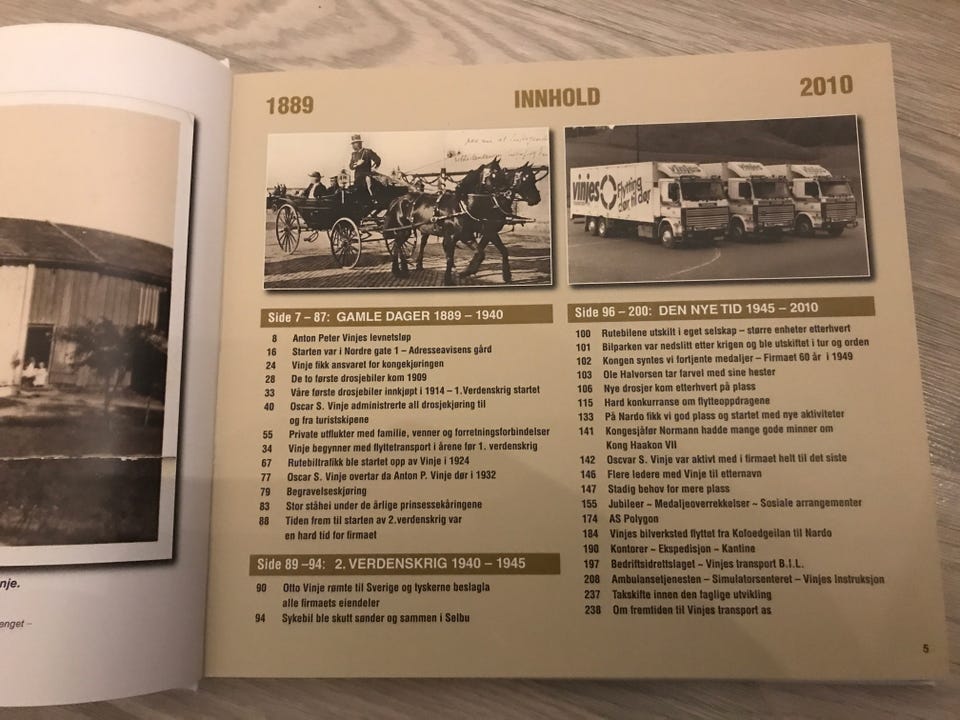 1889 INNHOLD 2010
vinjes Flytting
dør til dør
Vinjes
Vinjes
Vinjes
Side 7 – 87: GAMLE DAGER 1889 – 1940
8 Anton Peter Vinjes levnetsløp
16 Starten var i Nordre gate 1 – Adresseavisens gård
24 Vinje fikk ansvaret for kongekjøringen
28 De to første drosjebiler kom 1909
33 Våre første drosjebiler innkjøpt i 1914 – 1.Verdenskrig startet
40 Oscar S. Vinje administrerte all drosjekjøring til
og fra turistskipene
55 Private utflukter med familie, venner og forretningsforbindelser
34 Vinje begynner med flyttetransport i årene før 1. verdenskrig
67 Rutebiltrafikk ble startet opp av Vinje i 1924
77 Oscar S. Vinje overtar da Anton P. Vinje dør i 1932
79 Begravelseskjøring
83 Stor ståhei under de årlige prinsessekåringene
88 Tiden frem til starten av 2.verdenskrig var
en hard tid for firmaet
Side 89 –94: 2. VERDENSKRIG 1940 – 1945
90 Otto Vinje rømte til Sverige og tyskerne beslagla
alle firmaets eiendeler
94 Sykebil ble skutt sønder og sammen i Selbu
Side 96 – 200: DEN NYE TID 1945 – 2010
100 Rutebilene utskilt i eget selskap – større enheter etterhvert
101 Bilparken var nedslitt etter krigen og ble utskiftet i tur og orden
102 Kongen syntes vi fortjente medaljer – Firmaet 60 år i 1949
103 Ole Halvorsen tar farvel med sine hester
106 Nye drosjer kom etterhvert på plass
115 Hard konkurranse om flytteoppdragene
133 På Nardo fikk vi god plass og startet med nye aktiviteter
141 Kongesjåfør Normann hadde mange gode minner om
Kong Haakon VII
142 Oscvar S. Vinje var aktivt med i firmaet helt til det siste
146 Flere ledere med Vinje til etternavn
147 Stadig behov for mere plass
155 Jubileer – Medaljeoverrekkelser – Sosiale arrangementer
174 AS Polygon
184 Vinjes bilverksted flyttet fra Kofoedgeilan til Nardo
190 Kontorer – Ekspedisjon – Kantine
197 Bedriftsidrettslaget – Vinjes transport B.I.L.
208 Ambulansetjenesten – Simulatorsenteret – Vinjes Instruksjon
237 Takskifte innen den faglige utvikling
238 Om fremtiden til Vinjes transport as
5
nje.
enget –